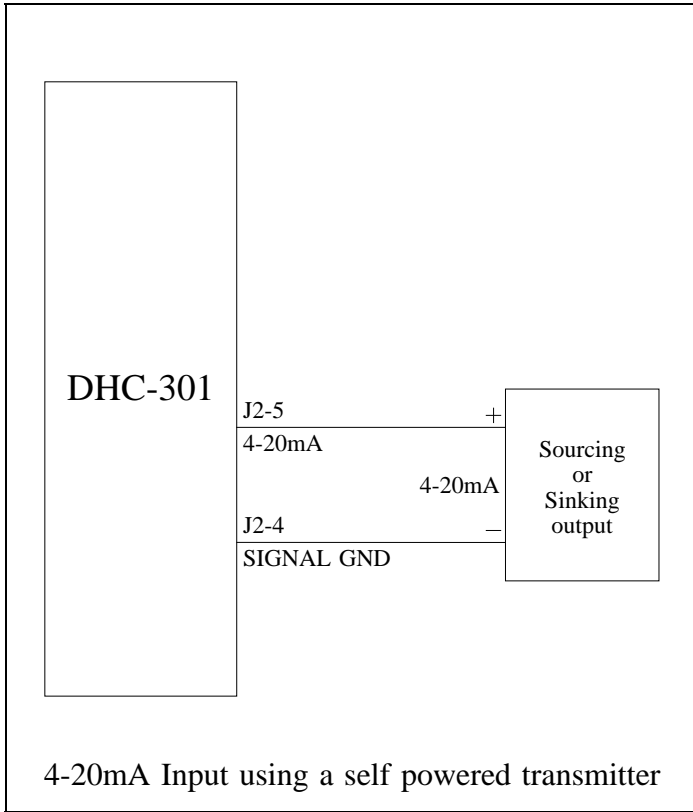 DHC-301
J2-5
+
4-20mA
Sourcing
or
Sinking
output
4-20mA
J2-4
−
SIGNAL GND
4-20mA Input using a self powered transmitter